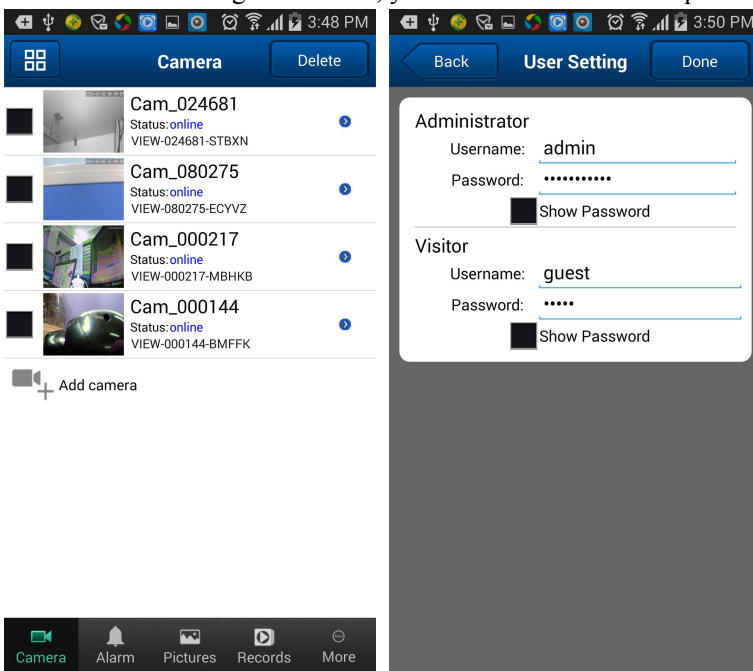 3:48 PM
Camera
Delete
Cam_024681
Status:online
VIEW-024681-STBXN
Cam_080275
Status:online
VIEW-080275-ECYVZ
Cam_000217
Status:online
VIEW-000217-MBHKB
Cam_000144
Status:online
VIEW-000144-BMFFK
Add camera
Camera Alarm Pictures Records More
3:50 PM
Back
User Setting
Done
Administrator
Username: admin
Password: •••••••••••
Show Password
Visitor
Username: guest
Password: •••••
Show Password